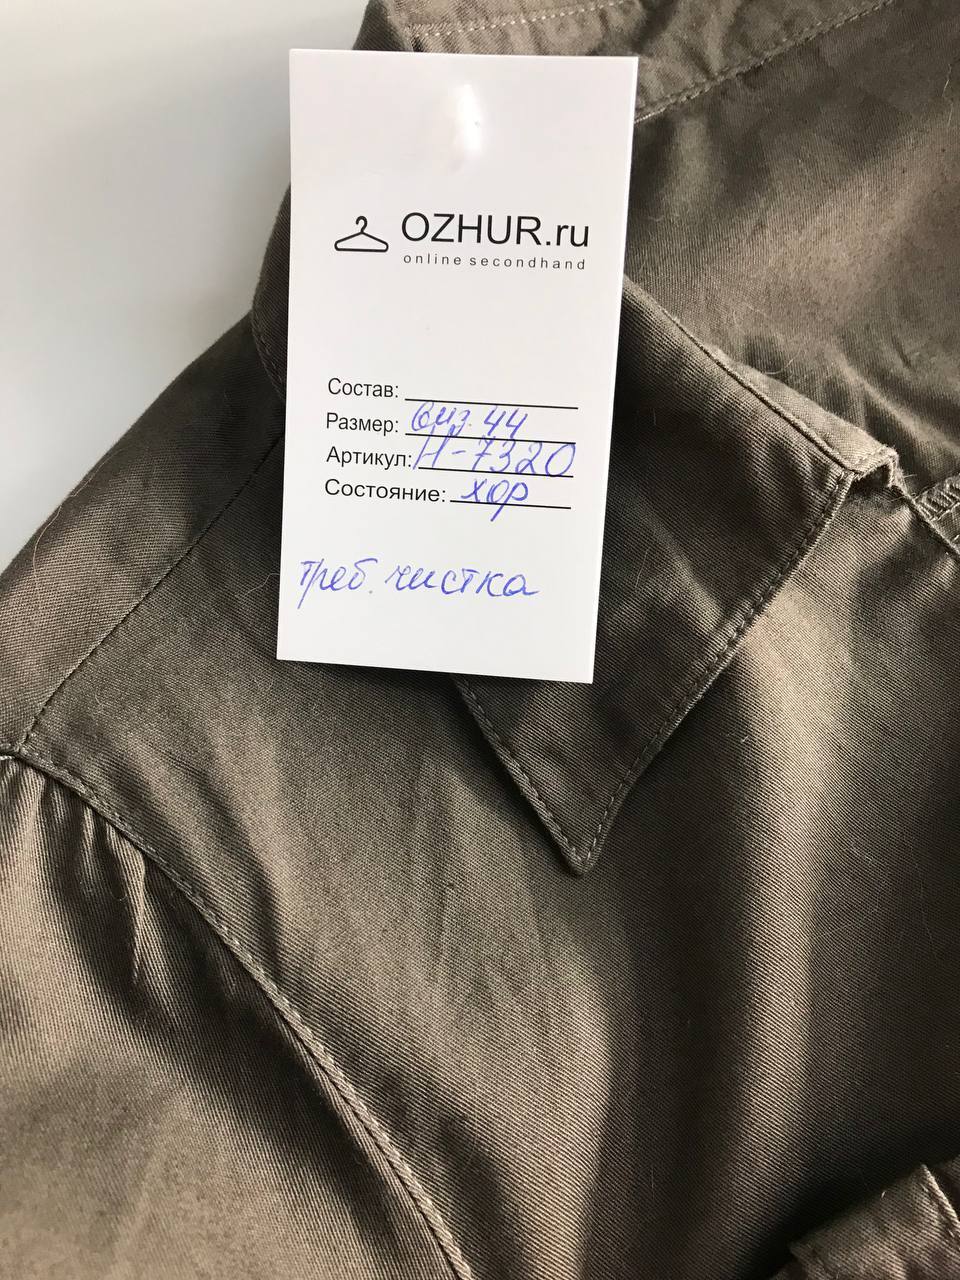 OZHUR.ru
online secondhand
Состав:
Размер: виз. 44
Артикул: Н-7320
Состояние: хор
треб. чистка